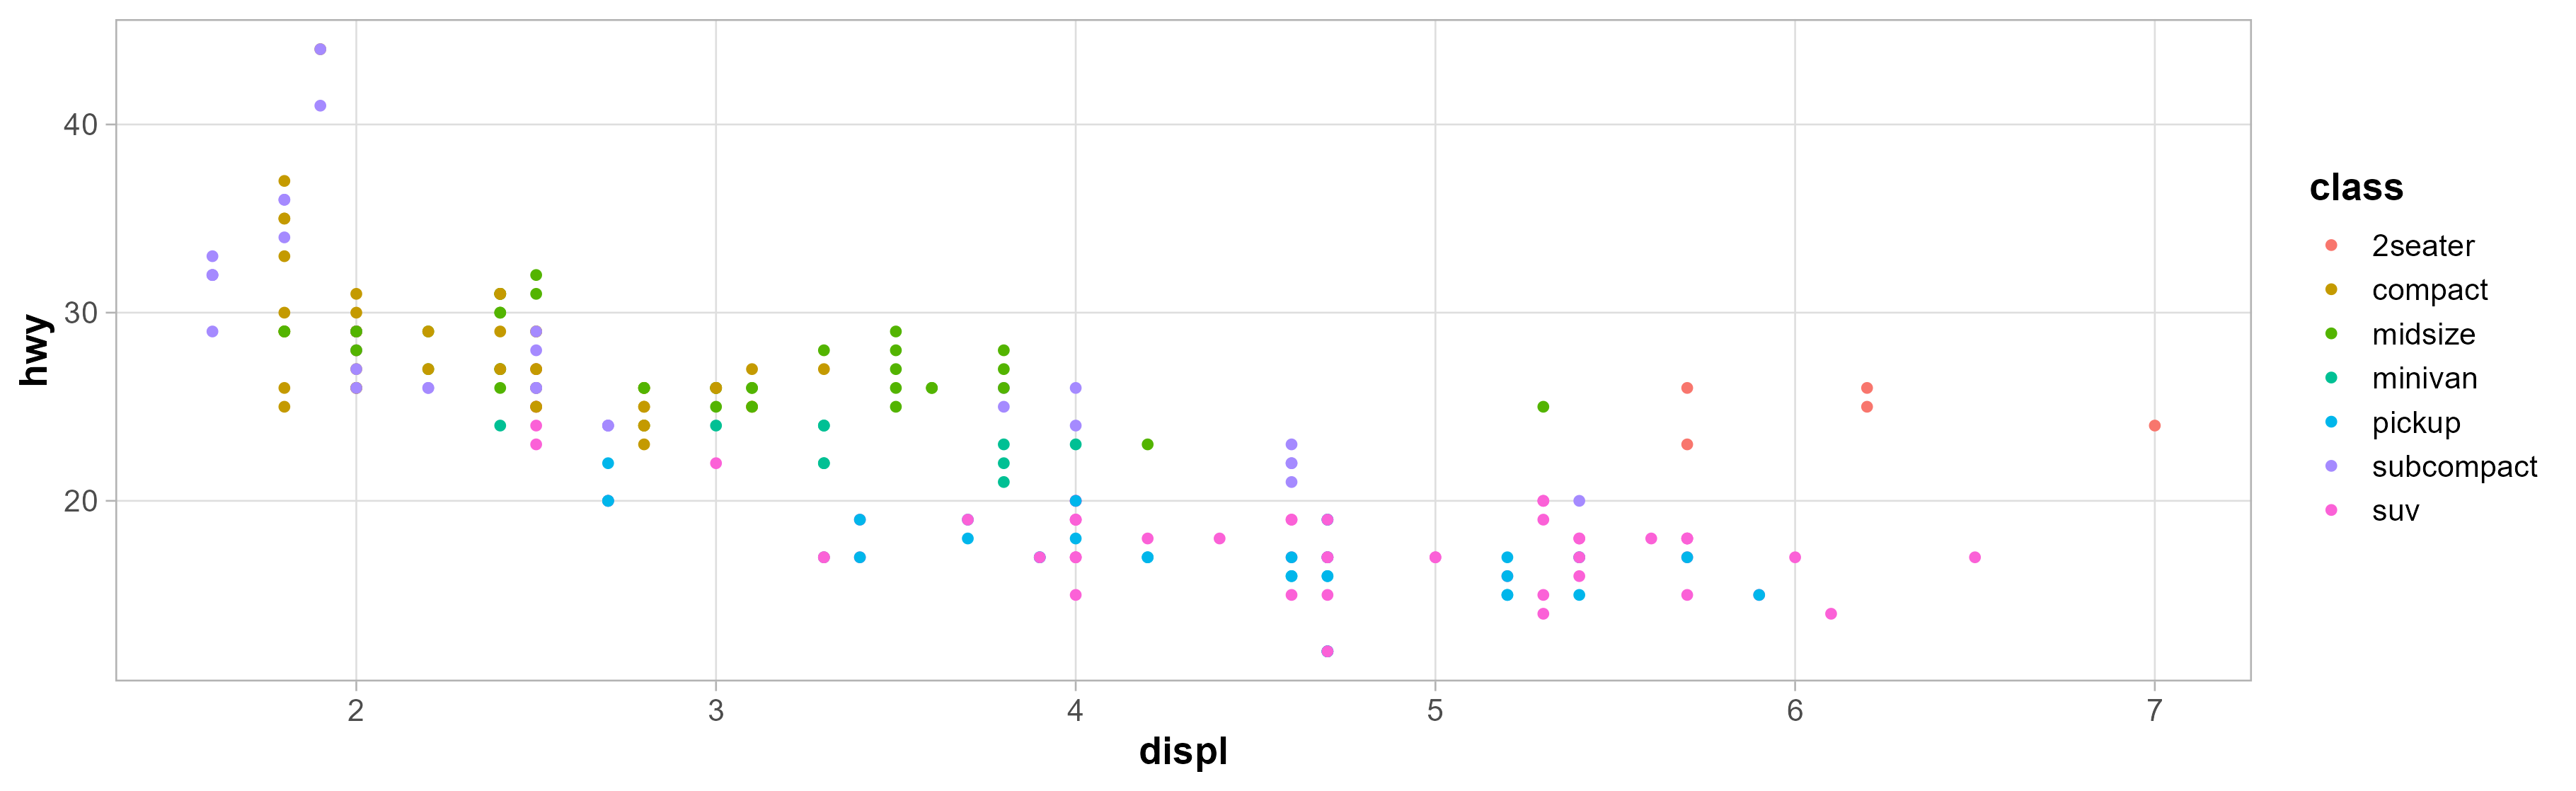 hwy
40
30
20
2 3 4 5 6 7
displ
class
2seater
compact
midsize
minivan
pickup
subcompact
suv